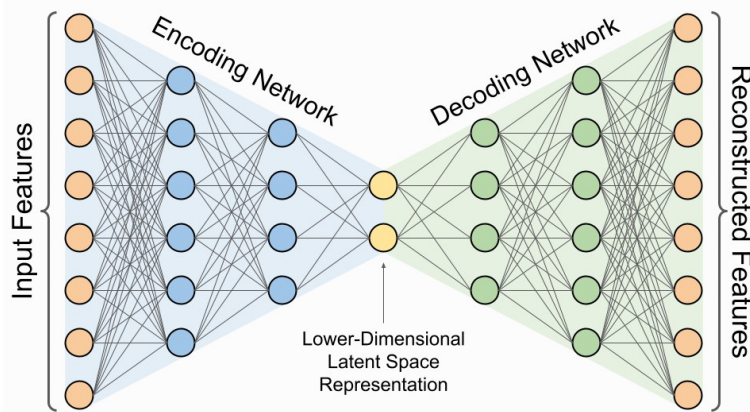 Input Features
Encoding Network
Lower-Dimensional
Latent Space
Representation
Decoding Network
Reconstructed Features